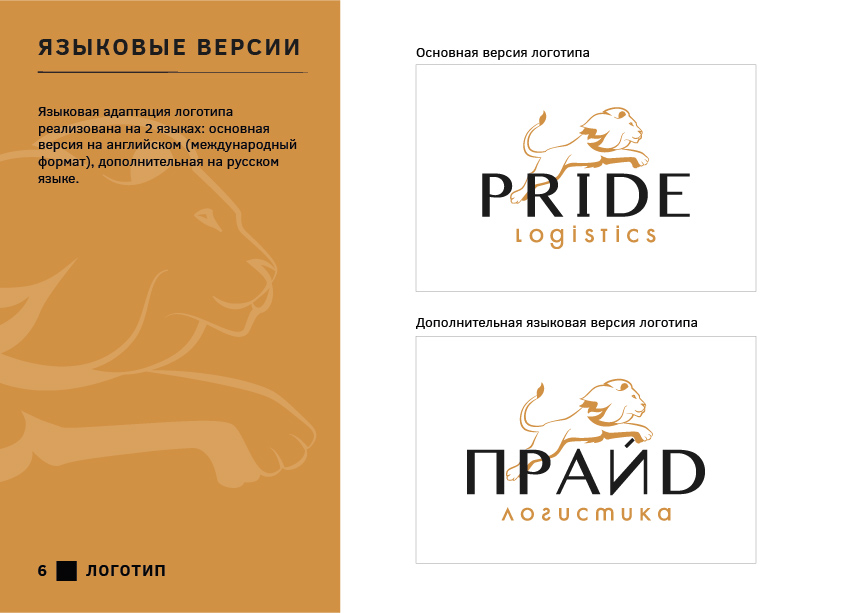 ЯЗЫКОВЫЕ ВЕРСИИ
Языковая адаптация логотипа
реализована на 2 языках: основная
версия на английском (международный
формат), дополнительная на русском
языке.
6 ЛОГОТИП
Основная версия логотипа
PRIDE
Logistics
Дополнительная языковая версия логотипа
ПРАЙD
логистика